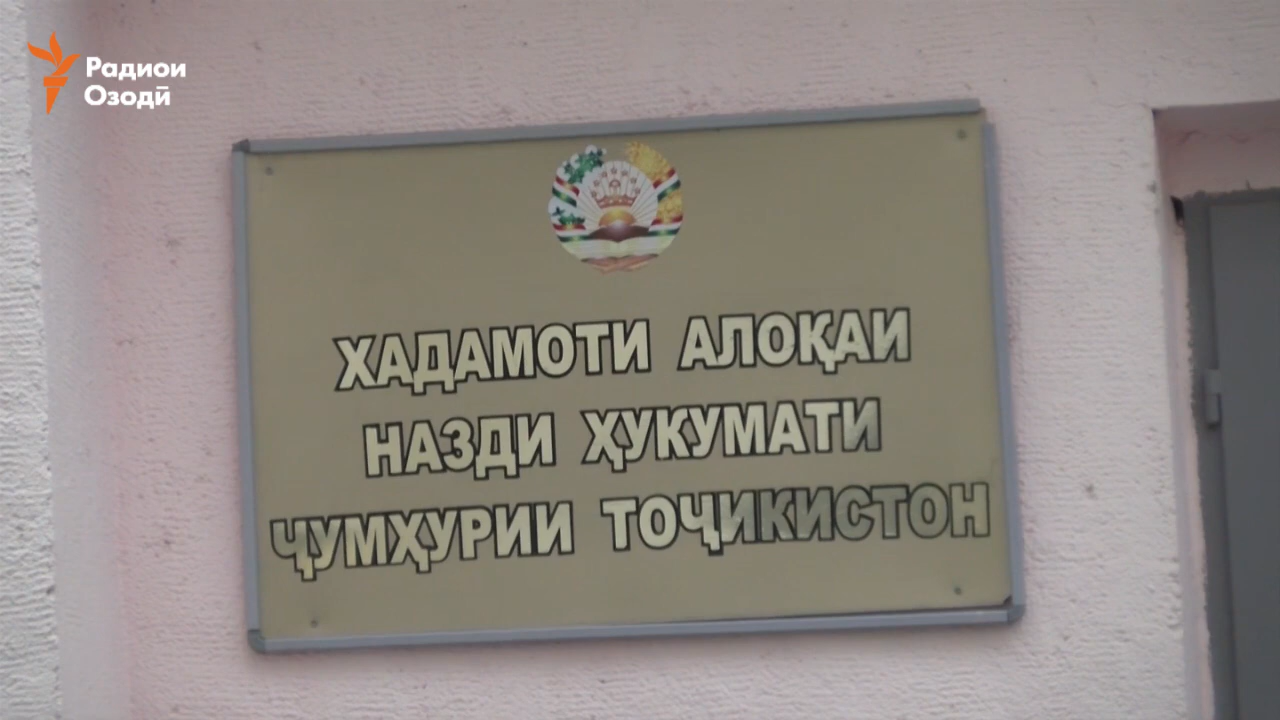 Радиои
Озодӣ
ХАДАМОТИ АЛОҚАИ
НАЗДИ ҲУКУМАТИ
ҶУМҲУРИИ ТОҶИКИСТОН